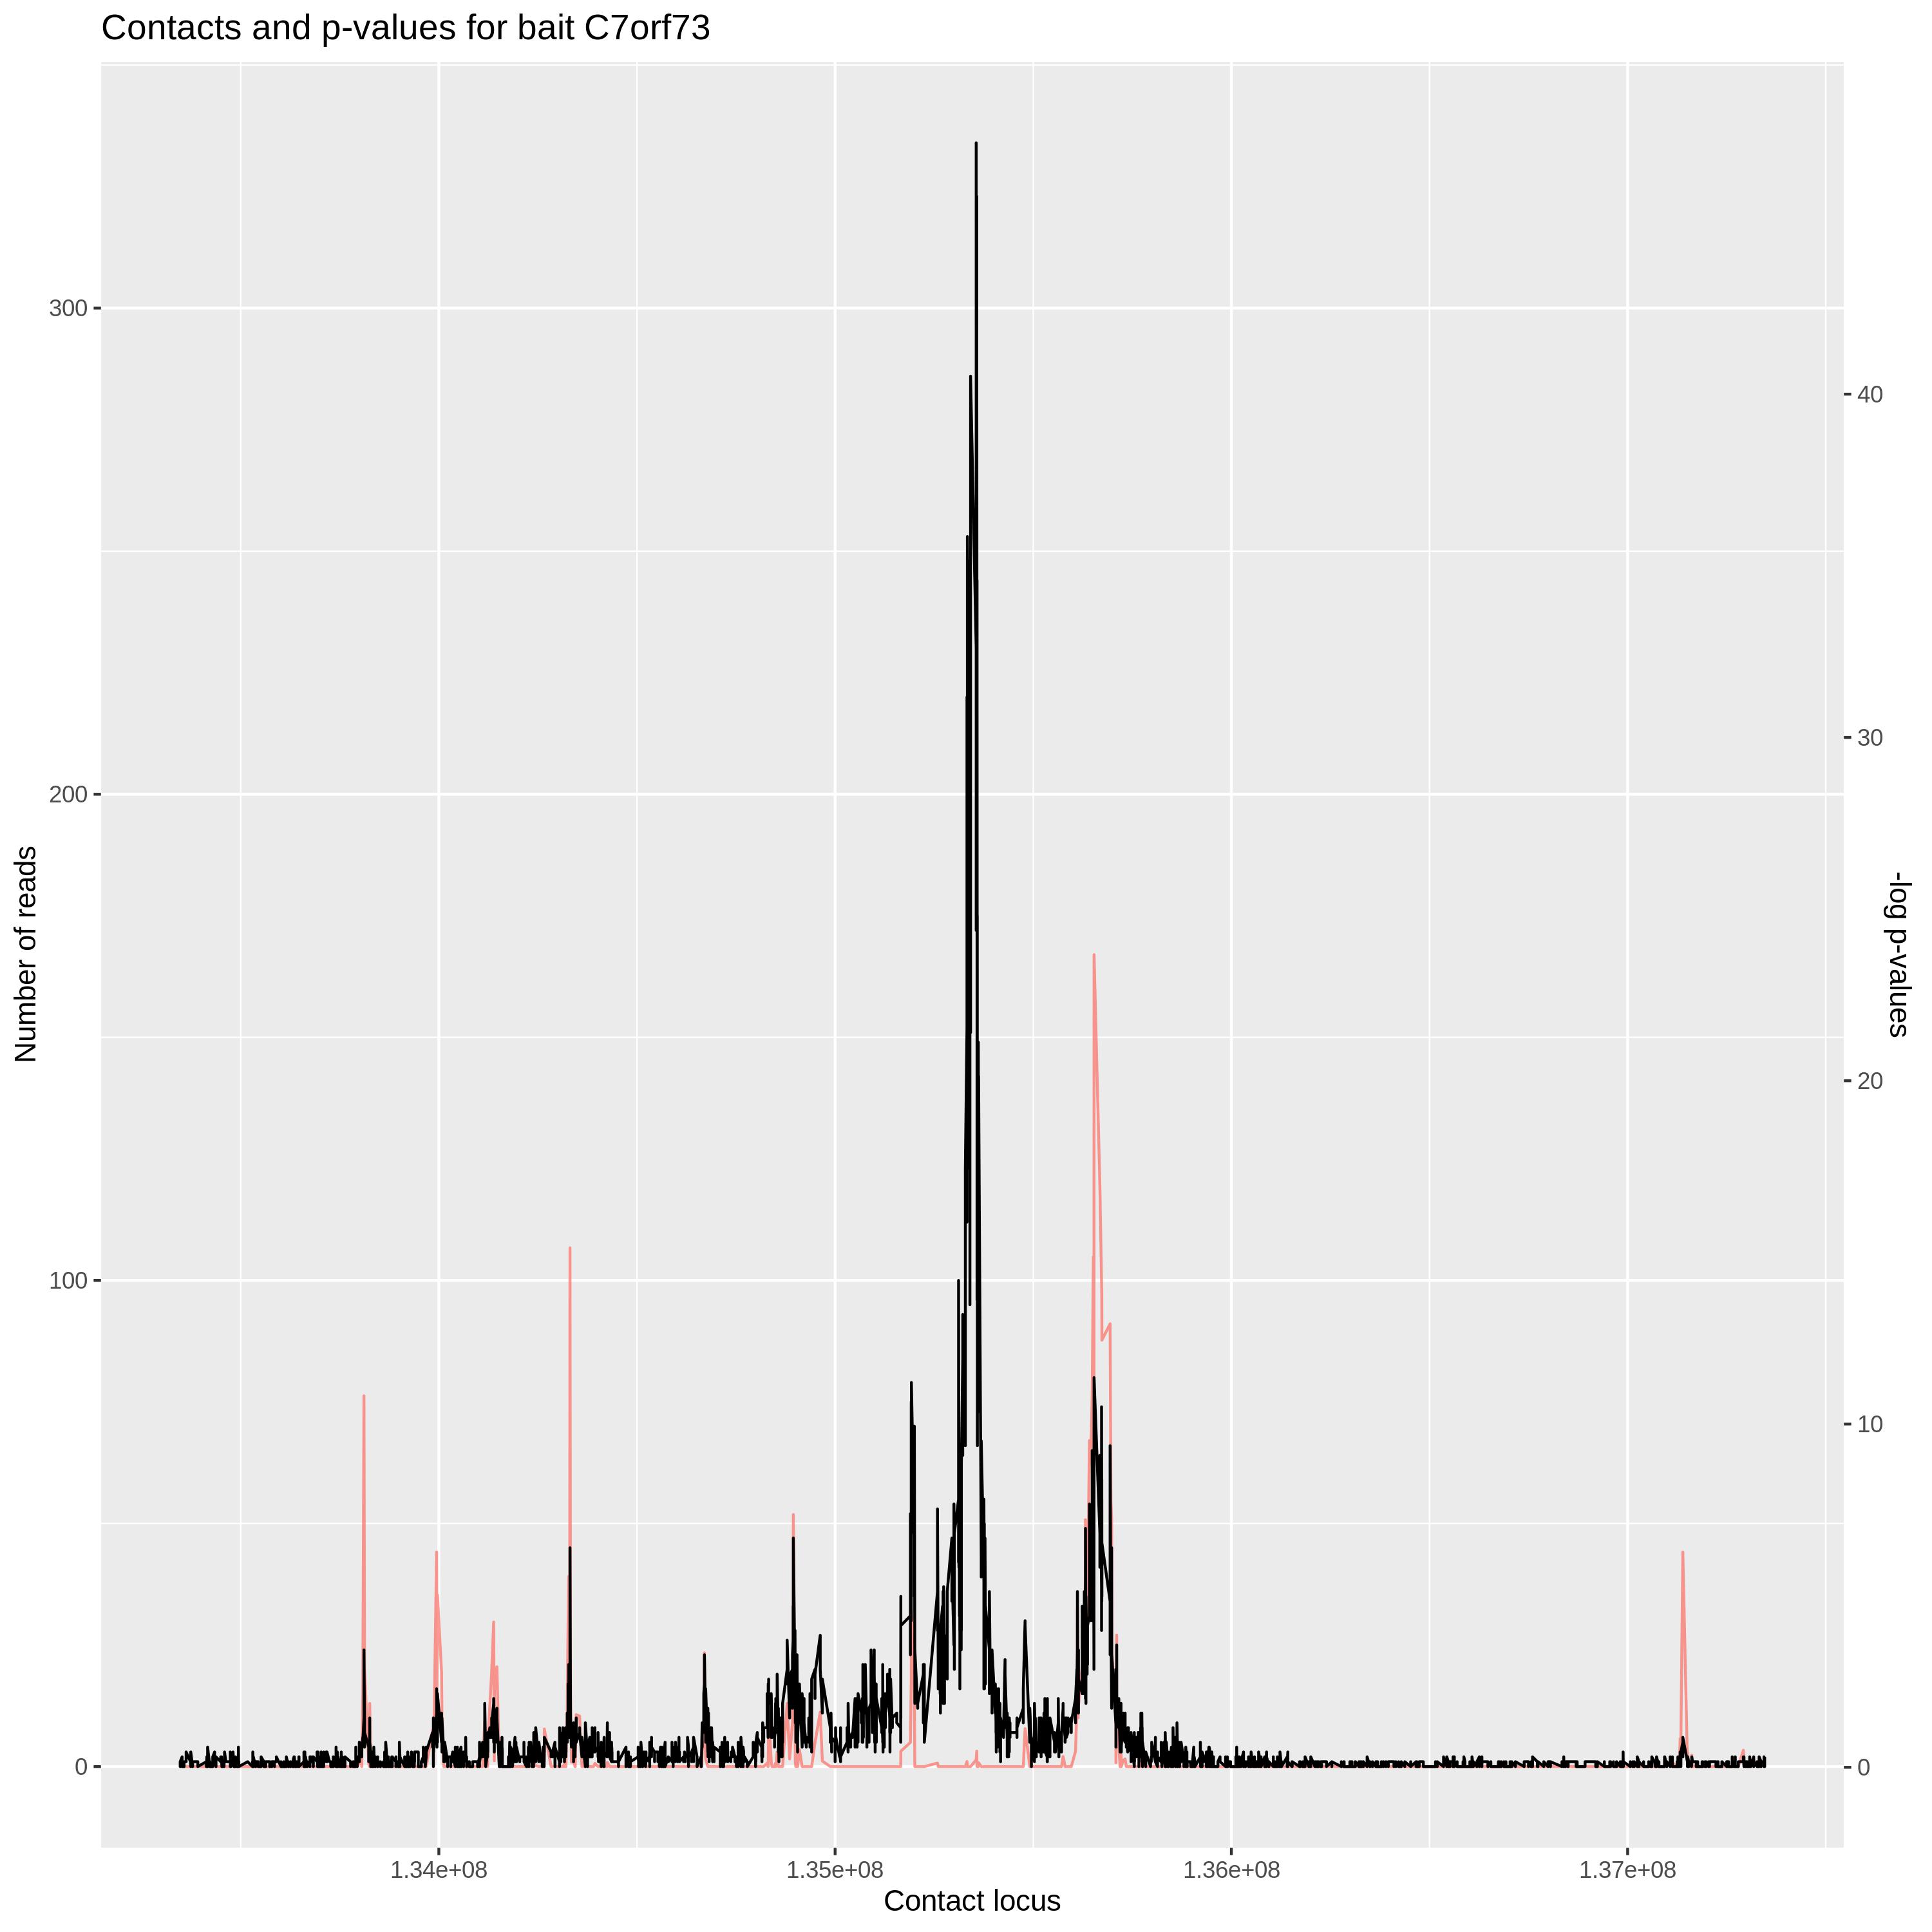 Contacts and p-values for bait C7orf73
Number of reads
300
200
100
0
40
30
20
10
0
-log p-values
1.34e+08
1.35e+08
1.36e+08
1.37e+08
Contact locus